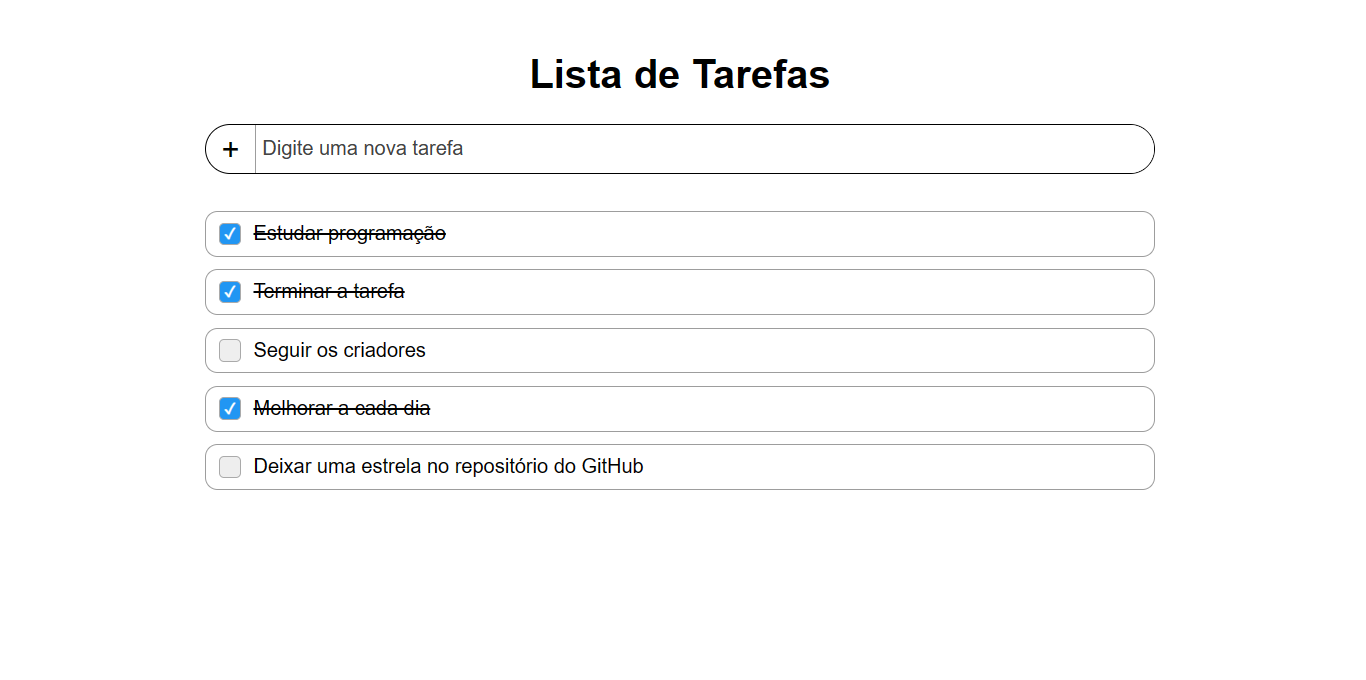 Lista de Tarefas
+ Digite uma nova tarefa
Estudar programação
Terminar a tarefa
Seguir os criadores
Melhorar a cada dia
Deixar uma estrela no repositório do GitHub